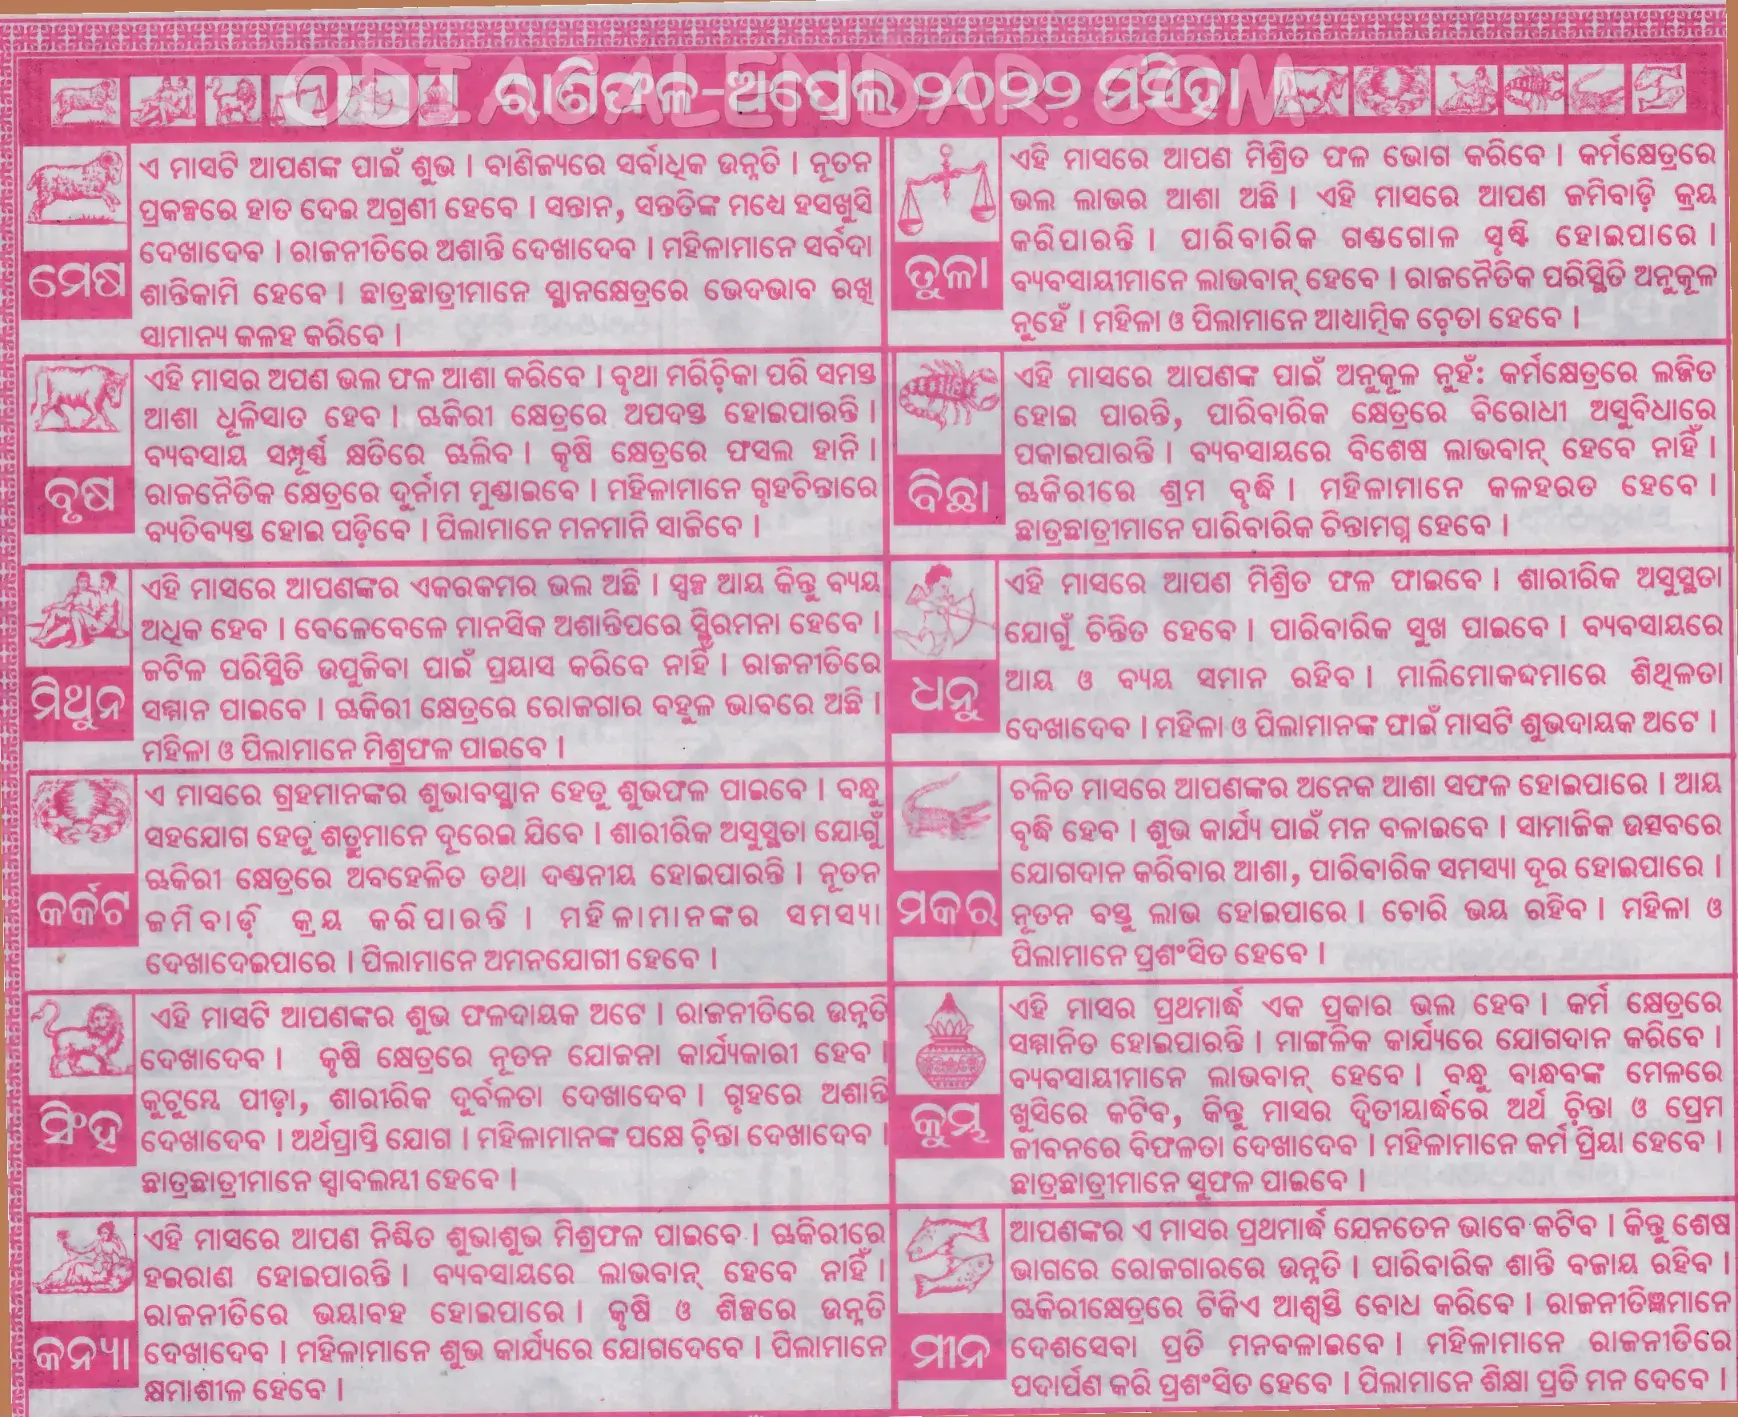 ରାଶିଫଳ-ଅପ୍ରେଲ ୨୦୨୨ ମସିହା
ODIACALENDAR.COM
ମେଷ
ଏ ମାସଟି ଆପଣଙ୍କ ପାଇଁ ଶୁଭ । ବାଣିଜ୍ୟରେ ସର୍ବାଧିକ ଉନ୍ନତି । ନୂତନ
ପ୍ରକଳ୍ପରେ ହାତ ଦେଇ ଅଗ୍ରଣୀ ହେବେ । ସନ୍ତାନ, ସନ୍ତତିଙ୍କ ମଧ୍ୟେ ହସଖୁସି
ଦେଖାଦେବ । ରାଜନୀତିରେ ଅଶାନ୍ତି ଦେଖାଦେବ । ମହିଳାମାନେ ସର୍ବଦା
ଶାନ୍ତିକାମି ହେବେ । ଛାତ୍ରଛାତ୍ରୀମାନେ ସ୍ଥାନକ୍ଷେତ୍ରରେ ଭେଦଭାବ ରଖି
ସାମାନ୍ୟ କଳହ କରିବେ ।
ବୃଷ
ଏହି ମାସର ଅପଣ ଭଲ ଫଳ ଆଶା କରିବେ । ବୃଥା ମରିଚ଼ିକା ପରି ସମସ୍ତ
ଆଶା ଧୂଳିସାତ ହେବ । ଚାକିରୀ କ୍ଷେତ୍ରରେ ଅପଦସ୍ତ ହୋଇପାରନ୍ତି ।
ବ୍ୟବସାୟ ସମ୍ପୂର୍ଣ୍ଣ କ୍ଷତିରେ ଚାଲିବ । କୃଷି କ୍ଷେତ୍ରରେ ଫସଲ ହାନି ।
ରାଜନୈତିକ କ୍ଷେତ୍ରରେ ଦୁର୍ନାମ ମୁଣ୍ଡାଇବେ । ମହିଳାମାନେ ଗୃହଚିନ୍ତାରେ
ବ୍ୟତିବ୍ୟସ୍ତ ହୋଇ ପଡ଼ିବେ । ପିଲାମାନେ ମନମାନି ସାଜିବେ ।
ମିଥୁନ
ଏହି ମାସରେ ଆପଣଙ୍କର ଏକରକମର ଭଲ ଅଛି । ସ୍ୱଳ୍ପ ଆୟ କିନ୍ତୁ ବ୍ୟୟ
ଅଧିକ ହେବ । ବେଳେବେଳେ ମାନସିକ ଅଶାନ୍ତିପରେ ସ୍ଥିରମନା ହେବେ ।
ଜଟିଳ ପରିସ୍ଥିତି ଉପୁଜିବା ପାଇଁ ପ୍ରୟାସ କରିବେ ନାହିଁ । ରାଜନୀତିରେ
ସମ୍ମାନ ପାଇବେ । ଚାକିରୀ କ୍ଷେତ୍ରରେ ରୋଜଗାର ବହୁଳ ଭାବରେ ଅଛି ।
ମହିଳା ଓ ପିଲାମାନେ ମିଶ୍ରଫଳ ପାଇବେ ।
କର୍କଟ
ଏ ମାସରେ ଗ୍ରହମାନଙ୍କର ଶୁଭାବସ୍ଥାନ ହେତୁ ଶୁଭଫଳ ପାଇବେ । ବନ୍ଧୁ
ସହଯୋଗ ହେତୁ ଶତ୍ରୁମାନେ ଦୂରେଇ ଯିବେ । ଶାରୀରିକ ଅସୁସ୍ଥତା ଯୋଗୁଁ
ଚାକିରୀ କ୍ଷେତ୍ରରେ ଅବହେଳିତ ତଥା ଦଣ୍ଡନୀୟ ହୋଇପାରନ୍ତି । ନୂତନ
ଜମିବାଡ଼ି କ୍ରୟ କରିପାରନ୍ତି । ମହିଳାମାନଙ୍କର ସମସ୍ୟା
ଦେଖାଦେଇପାରେ । ପିଲାମାନେ ଅମନଯୋଗୀ ହେବେ ।
ସିଂହ
ଏହି ମାସଟି ଆପଣଙ୍କର ଶୁଭ ଫଳଦାୟକ ଅଟେ । ରାଜନୀତିରେ ଉନ୍ନତି
ଦେଖାଦେବ । କୃଷି କ୍ଷେତ୍ରରେ ନୂତନ ଯୋଜନା କାର୍ଯ୍ୟକାରୀ ହେବ ।
କୁଟୁମ୍ବେ ପୀଡ଼ା, ଶାରୀରିକ ଦୁର୍ବଳତା ଦେଖାଦେବ । ଗୃହରେ ଅଶାନ୍ତି
ଦେଖାଦେବ । ଅର୍ଥପ୍ରାପ୍ତି ଯୋଗ । ମହିଳାମାନଙ୍କ ପକ୍ଷେ ଚ଼ିନ୍ତା ଦେଖାଦେବ ।
ଛାତ୍ରଛାତ୍ରୀମାନେ ସ୍ୱାବଲମ୍ବୀ ହେବେ ।
କନ୍ୟା
ଏହି ମାସରେ ଆପଣ ନିଶ୍ଚିତ ଶୁଭାଶୁଭ ମିଶ୍ରଫଳ ପାଇବେ । ଚାକିରୀରେ
ହଇରାଣ ହୋଇପାରନ୍ତି । ବ୍ୟବସାୟରେ ଲାଭବାନ୍ ହେବେ ନାହିଁ ।
ରାଜନୀତିରେ ଭୟାବହ ହୋଇପାରେ । କୃଷି ଓ ଶିଳ୍ପରେ ଉନ୍ନତି
ଦେଖାଦେବ । ମହିଳାମାନେ ଶୁଭ କାର୍ଯ୍ୟରେ ଯୋଗଦେବେ । ପିଲାମାନେ
କ୍ଷମାଶୀଳ ହେବେ ।
ତୁଳା
ଏହି ମାସରେ ଆପଣ ମିଶ୍ରିତ ଫଳ ଭୋଗ କରିବେ । କର୍ମକ୍ଷେତ୍ରରେ
ଭଲ ଲାଭର ଆଶା ଅଛି । ଏହି ମାସରେ ଆପଣ ଜମିବାଡ଼ି କ୍ରୟ
କରିପାରନ୍ତି । ପାରିବାରିକ ଗଣ୍ଡଗୋଳ ସୃଷ୍ଟି ହୋଇପାରେ ।
ବ୍ୟବସାୟୀମାନେ ଲାଭବାନ୍ ହେବେ । ରାଜନୈତିକ ପରିସ୍ଥିତି ଅନୁକୂଳ
ନୁହେଁ । ମହିଳା ଓ ପିଲାମାନେ ଆଧ୍ୟାତ୍ମିକ ଚ଼େତା ହେବେ ।
ବିଛା
ଏହି ମାସରେ ଆପଣଙ୍କ ପାଇଁ ଅନୁକୂଳ ନୁହଁ: କର୍ମକ୍ଷେତ୍ରରେ ଲଜ୍ଜିତ
ହୋଇ ପାରନ୍ତି, ପାରିବାରିକ କ୍ଷେତ୍ରରେ ବିରୋଧୀ ଅସୁବିଧାରେ
ପକାଇପାରନ୍ତି । ବ୍ୟବସାୟରେ ବିଶେଷ ଲାଭବାନ୍ ହେବେ ନାହିଁ ।
ଚାକିରୀରେ ଶ୍ରମ ବୃଦ୍ଧି । ମହିଳାମାନେ କଳହରତ ହେବେ ।
ଛାତ୍ରଛାତ୍ରୀମାନେ ପାରିବାରିକ ଚିନ୍ତାମଗ୍ନ ହେବେ ।
ଧନୁ
ଏହି ମାସରେ ଆପଣ ମିଶ୍ରିତ ଫଳ ଫାଇବେ । ଶାରୀରିକ ଅସୁସ୍ଥତା
ଯୋଗୁଁ ଚିନ୍ତିତ ହେବେ । ପାରିବାରିକ ସୁଖ ପାଇବେ । ବ୍ୟବସାୟରେ
ଆୟ ଓ ବ୍ୟୟ ସମାନ ରହିବ । ମାଲିମୋକଦ୍ଦମାରେ ଶିଥିଳତା
ଦେଖାଦେବ । ମହିଳା ଓ ପିଲାମାନଙ୍କ ଫାଇଁ ମାସଟି ଶୁଭଦାୟକ ଅଟେ ।
ମକର
ଚଳିତ ମାସରେ ଆପଣଙ୍କର ଅନେକ ଆଶା ସଫଳ ହୋଇପାରେ । ଆୟ
ବୃଦ୍ଧି ହେବ । ଶୁଭ କାର୍ଯ୍ୟ ପାଇଁ ମନ ବଳାଇବେ । ସାମାଜିକ ଉତ୍ସବରେ
ଯୋଗଦାନ କରିବାର ଆଶା, ପାରିବାରିକ ସମସ୍ୟା ଦୂର ହୋଇପାରେ ।
ନୂତନ ବସ୍ତୁ ଲାଭ ହୋଇପାରେ । ଚୋରି ଭୟ ରହିବ । ମହିଳା ଓ
ପିଲାମାନେ ପ୍ରଶଂସିତ ହେବେ ।
କୁମ୍ଭ
ଏହି ମାସର ପ୍ରଥମାର୍ଦ୍ଧ ଏକ ପ୍ରକାର ଭଲ ହେବ । କର୍ମ କ୍ଷେତ୍ରରେ
ସମ୍ମାନିତ ହୋଇପାରନ୍ତି । ମାଙ୍ଗଳିକ କାର୍ଯ୍ୟରେ ଯୋଗଦାନ କରିବେ ।
ବ୍ୟବସାୟୀମାନେ ଲାଭବାନ୍ ହେବେ । ବନ୍ଧୁ ବାନ୍ଧବଙ୍କ ମେଳରେ
ଖୁସିରେ କଟିବ, କିନ୍ତୁ ମାସର ଦ୍ୱିତୀୟାର୍ଦ୍ଧରେ ଅର୍ଥ ଚ଼ିନ୍ତା ଓ ପ୍ରେମ
ଜୀବନରେ ବିଫଳତା ଦେଖାଦେବ । ମହିଳାମାନେ କର୍ମ ପ୍ରିୟା ହେବେ ।
ଛାତ୍ରଛାତ୍ରୀମାନେ ସୁଫଳ ପାଇବେ ।
ମୀନ
ଆପଣଙ୍କର ଏ ମାସର ପ୍ରଥମାର୍ଦ୍ଧ ଯେନତେନ ଭାବେ କଟିବ । କିନ୍ତୁ ଶେଷ
ଭାଗରେ ରୋଜଗାରରେ ଉନ୍ନତି । ପାରିବାରିକ ଶାନ୍ତି ବଜାୟ ରହିବ ।
ଚାକିରୀକ୍ଷେତ୍ରରେ ଟିକିଏ ଆଶ୍ୱସ୍ତି ବୋଧ କରିବେ । ରାଜନୀତିଜ୍ଞମାନେ
ଦେଶସେବା ପ୍ରତି ମନବଳାଇବେ । ମହିଳାମାନେ ରାଜନୀତିରେ
ପଦାର୍ପଣ କରି ପ୍ରଶଂସିତ ହେବେ । ପିଲାମାନେ ଶିକ୍ଷା ପ୍ରତି ମନ ଦେବେ ।